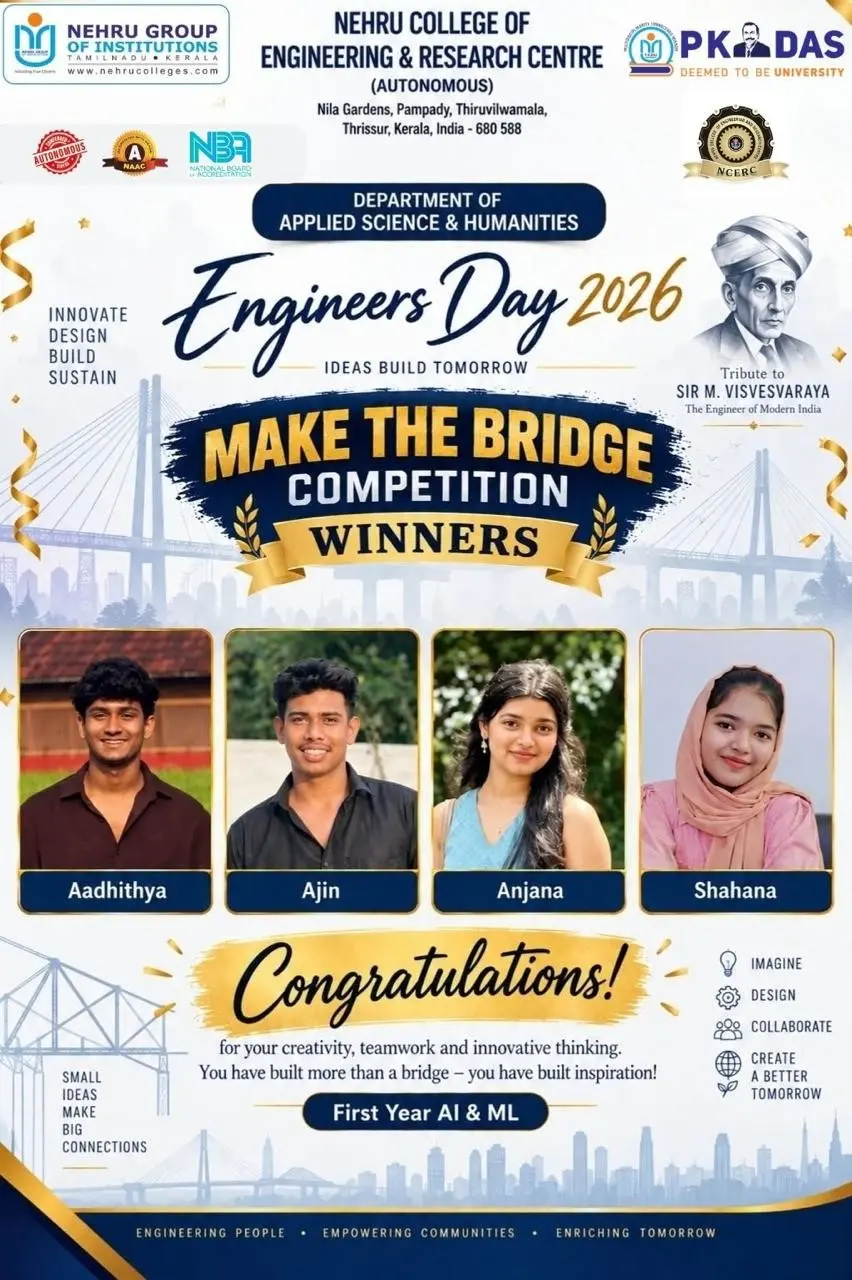 NEHRU GROUP
OF INSTITUTIONS
TAMILNADU • KERALA
www.nehrucolleges.com
NEHRU COLLEGE OF
ENGINEERING & RESEARCH CENTRE
(AUTONOMOUS)
Nila Gardens, Pampady, Thiruvilwamala,
Thrissur, Kerala, India - 680 588
PK DAS
DEEMED TO BE UNIVERSITY
AUTONOMOUS
A
NAAC
NBA
NATIONAL BOARD
of ACCREDITATION
NCERC
DEPARTMENT OF
APPLIED SCIENCE & HUMANITIES
Engineers Day 2026
IDEAS BUILD TOMORROW
INNOVATE
DESIGN
BUILD
SUSTAIN
Tribute to
SIR M. VISVESVARAYA
The Engineer of Modern India
MAKE THE BRIDGE
COMPETITION
WINNERS
Aadhithya
Ajin
Anjana
Shahana
Congratulations!
for your creativity, teamwork and innovative thinking.
You have built more than a bridge – you have built inspiration!
First Year AI & ML
SMALL
IDEAS
MAKE
BIG
CONNECTIONS
IMAGINE
DESIGN
COLLABORATE
CREATE
A BETTER
TOMORROW
ENGINEERING PEOPLE • EMPOWERING COMMUNITIES • ENRICHING TOMORROW